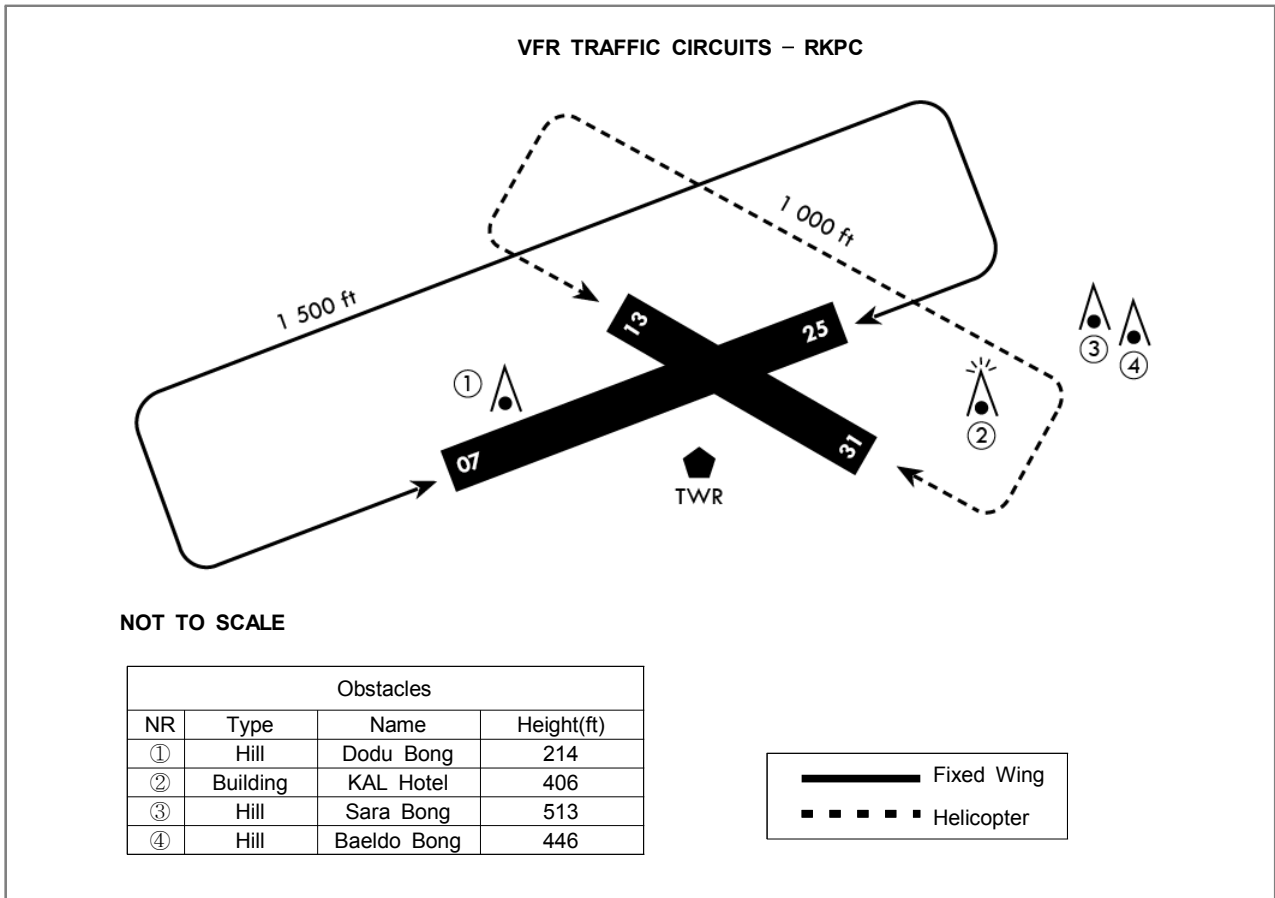 VFR TRAFFIC CIRCUITS – RKPC
1 000 ft
1 500 ft
13
25
①
③
④
②
07
31
TWR
NOT TO SCALE
Obstacles
NR Type Name Height(ft)
① Hill Dodu Bong 214
② Building KAL Hotel 406
③ Hill Sara Bong 513
④ Hill Baeldo Bong 446
Fixed Wing
Helicopter